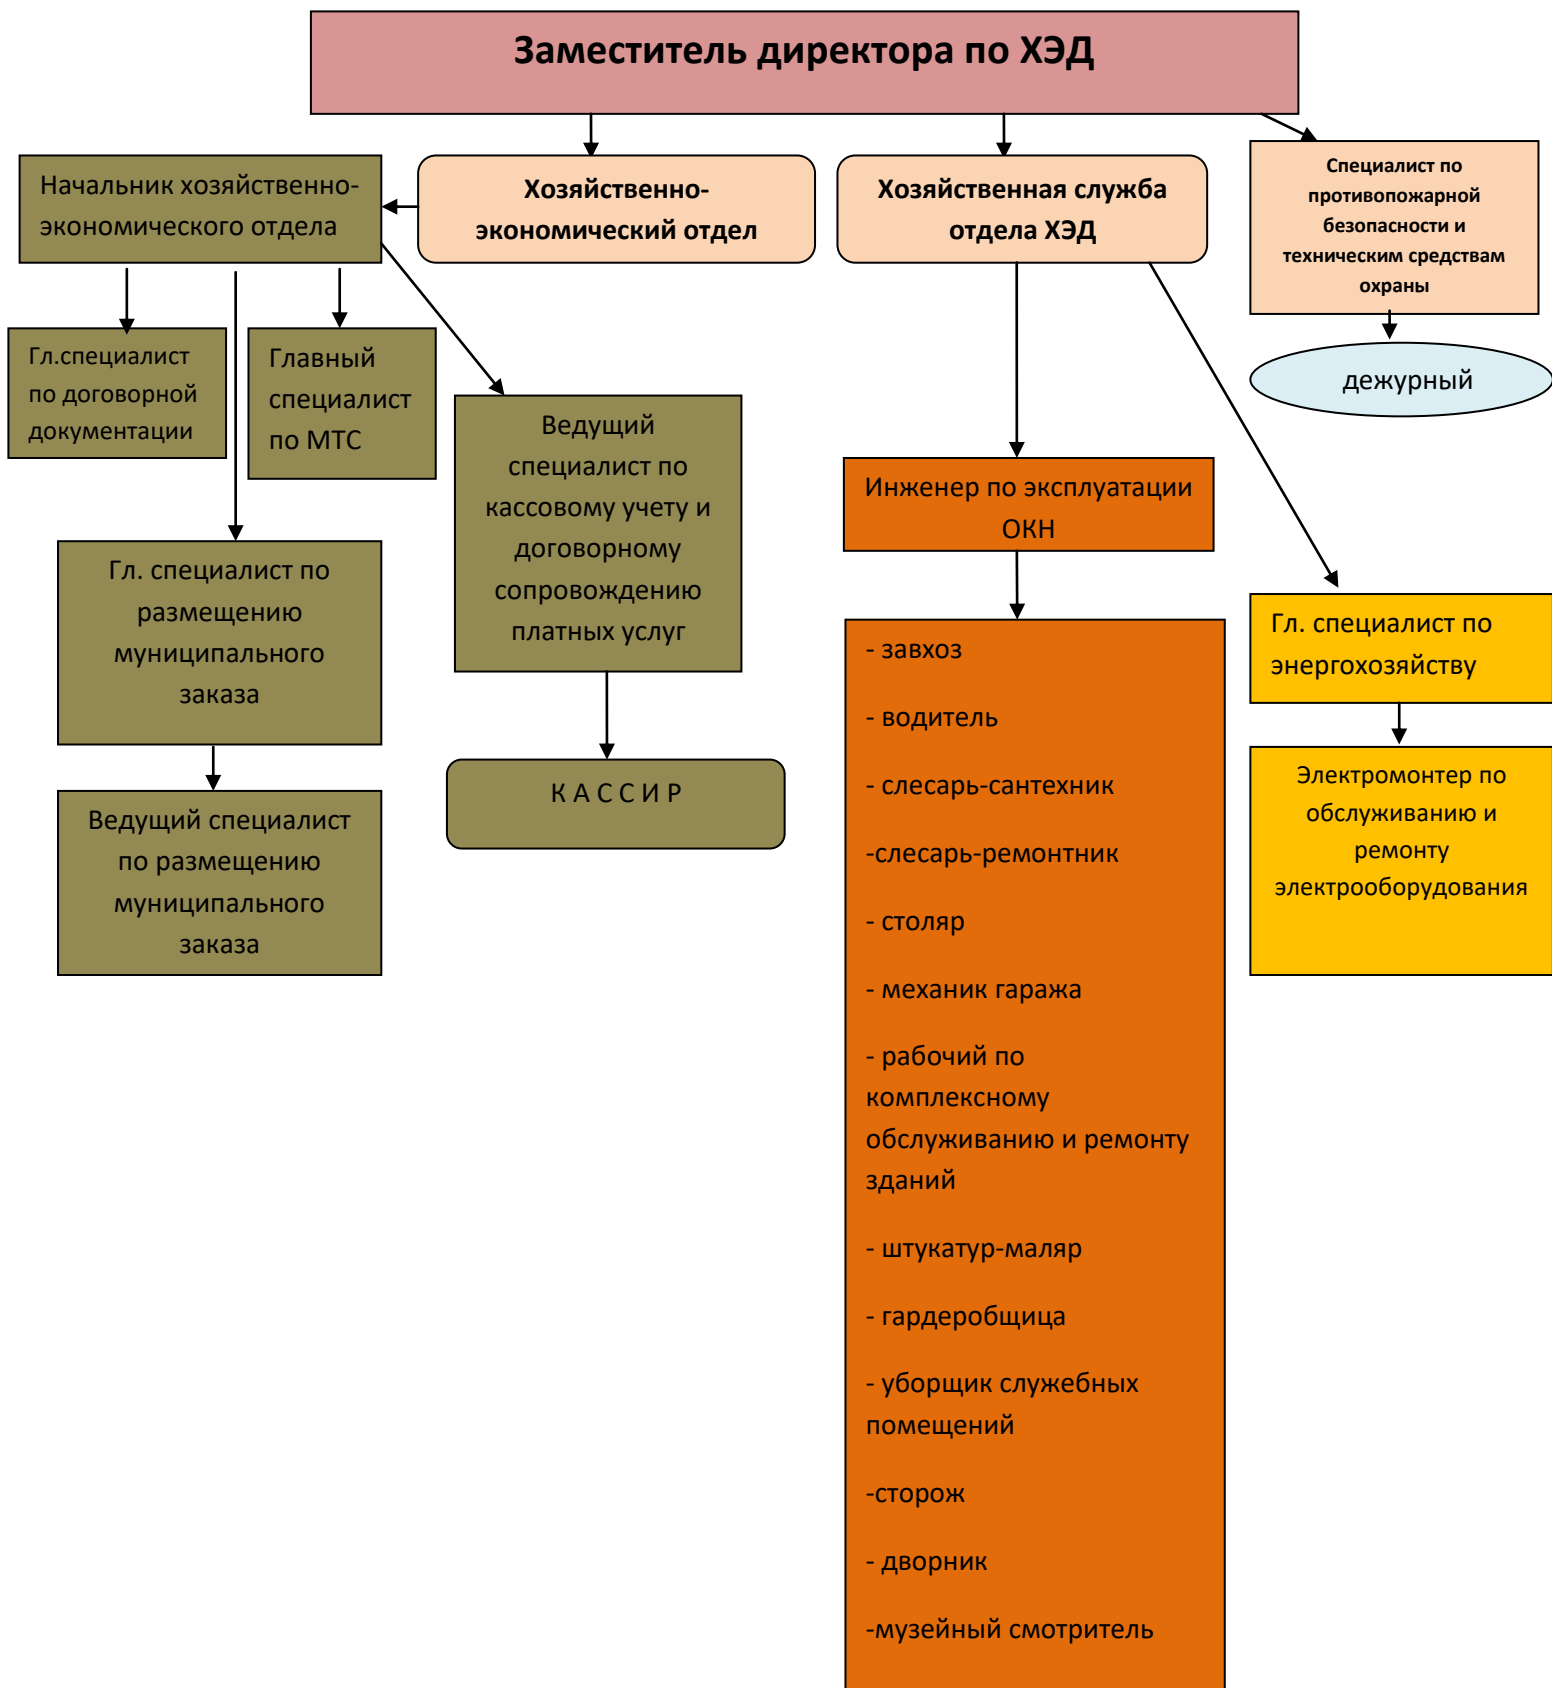 Заместитель директора по ХЭД
Начальник хозяйственно-
экономического отдела
Хозяйственно-
экономический отдел
Хозяйственная служба
отдела ХЭД
Специалист по
противопожарной
безопасности и
техническим средствам
охраны
дежурный
Гл.специалист
по договорной
документации
Главный
специалист
по МТС
Ведущий
специалист по
кассовому учету и
договорному
сопровождению
платных услуг
Инженер по эксплуатации
ОКН
Гл. специалист по
размещению
муниципального
заказа
Гл. специалист по
энергохозяйству
- завхоз
- водитель
- слесарь-сантехник
-слесарь-ремонтник
- столяр
- механик гаража
- рабочий по
комплексному
обслуживанию и ремонту
зданий
- штукатур-маляр
- гардеробщица
- уборщик служебных
помещений
-сторож
- дворник
-музейный смотритель
К А С С И Р
Ведущий специалист
по размещению
муниципального
заказа
Электромонтер по
обслуживанию и
ремонту
электрооборудования